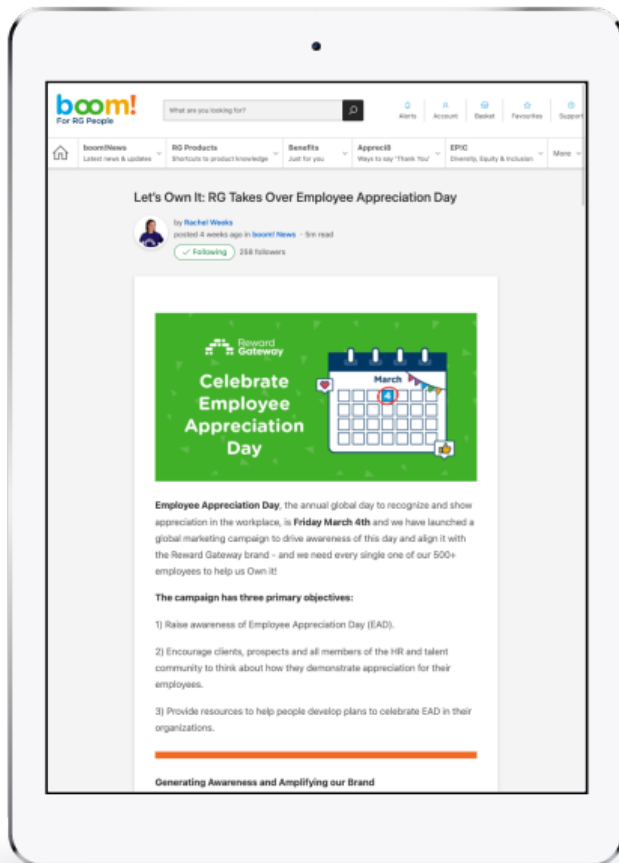 boom!
For RG People
What are you looking for?
Alerts
Account
Basket
Favourites
Support
boom!News
Latest news & updates
RG Products
Shortcuts to product knowledge
Benefits
Just for you
Appreci8
Ways to say 'Thank You'
EPIC
Diversity, Equity & Inclusion
More
Let's Own It: RG Takes Over Employee Appreciation Day
by Rachel Weeks
posted 4 weeks ago in boom! News - 5m read
✓ Following
258 followers
Reward
Gateway
Celebrate
Employee
Appreciation
Day
March
4
Employee Appreciation Day, the annual global day to recognize and show
appreciation in the workplace, is Friday March 4th and we have launched a
global marketing campaign to drive awareness of this day and align it with
the Reward Gateway brand – and we need every single one of our 500+
employees to help us Own it!
The campaign has three primary objectives:
1) Raise awareness of Employee Appreciation Day (EAD).
2) Encourage clients, prospects and all members of the HR and talent
community to think about how they demonstrate appreciation for their
employees.
3) Provide resources to help people develop plans to celebrate EAD in their
organizations.
Generating Awareness and Amplifying our Brand